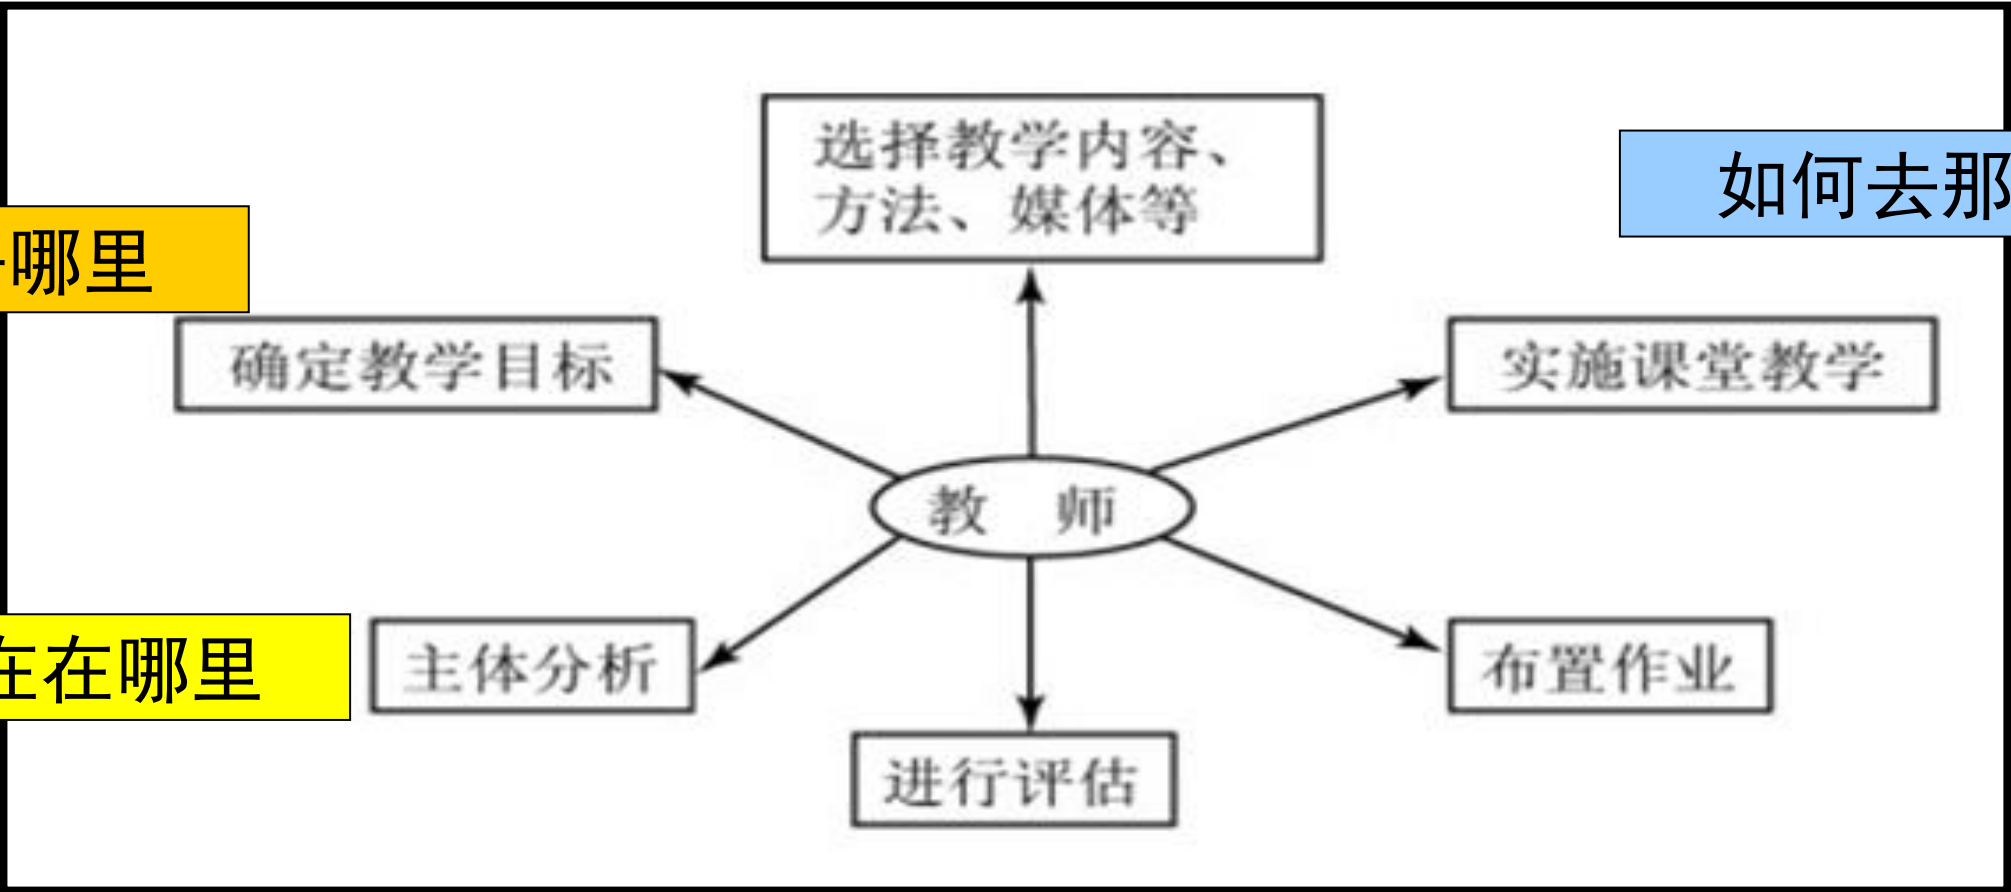 选择教学内容、
方法、媒体等
如何去那
哪里
确定教学目标
实施课堂教学
教 师
在在哪里
主体分析
布置作业
进行评估